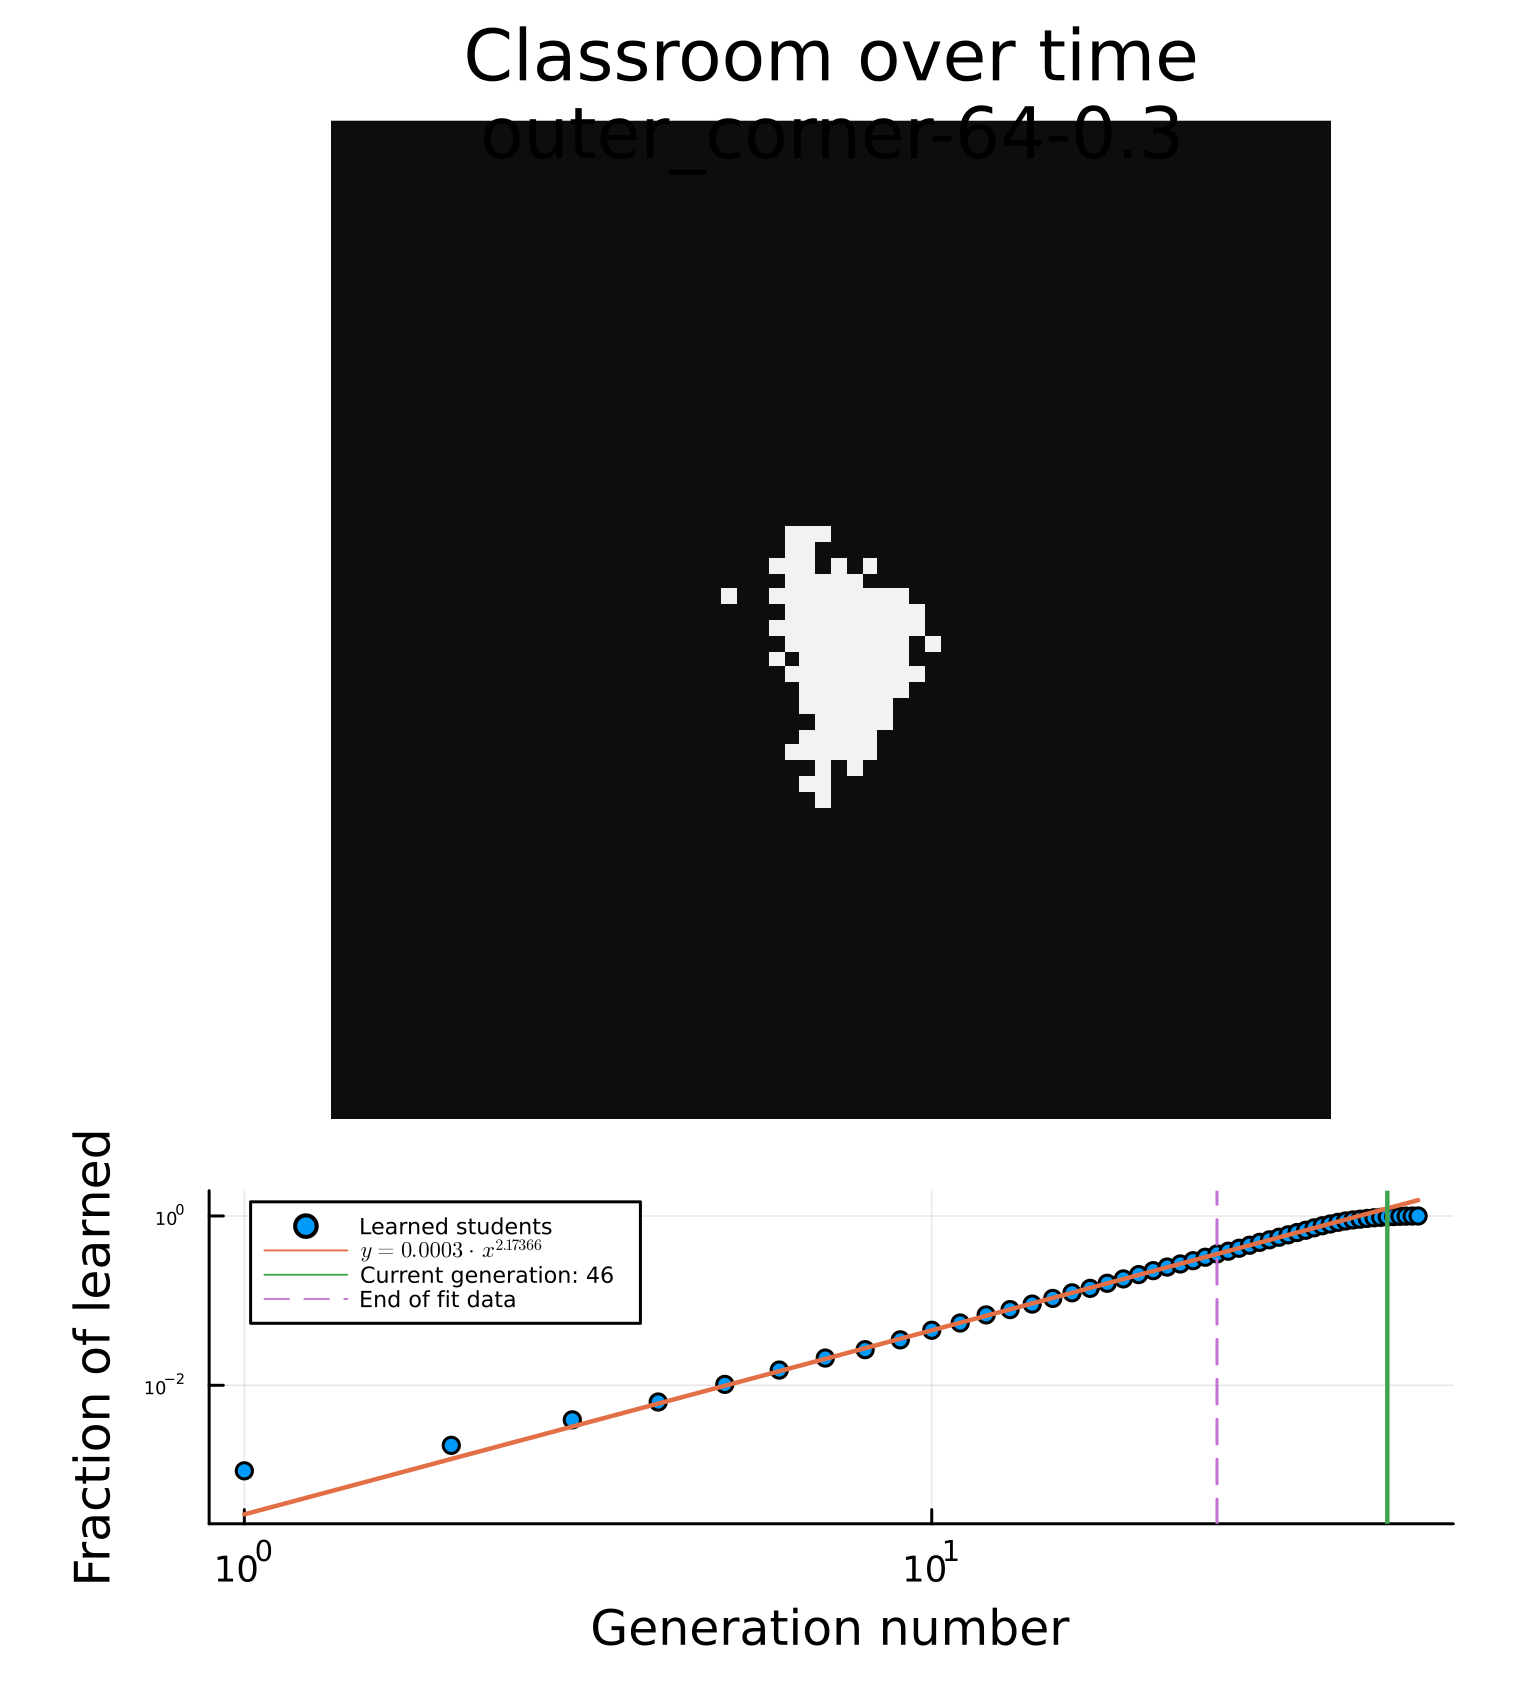 Classroom over time
outer_corner-64-0.3
Fraction of learned
10⁰
10⁻²
Learned students
y = 0.0003 · x^2.17366
Current generation: 46
End of fit data
10⁰
10¹
Generation number